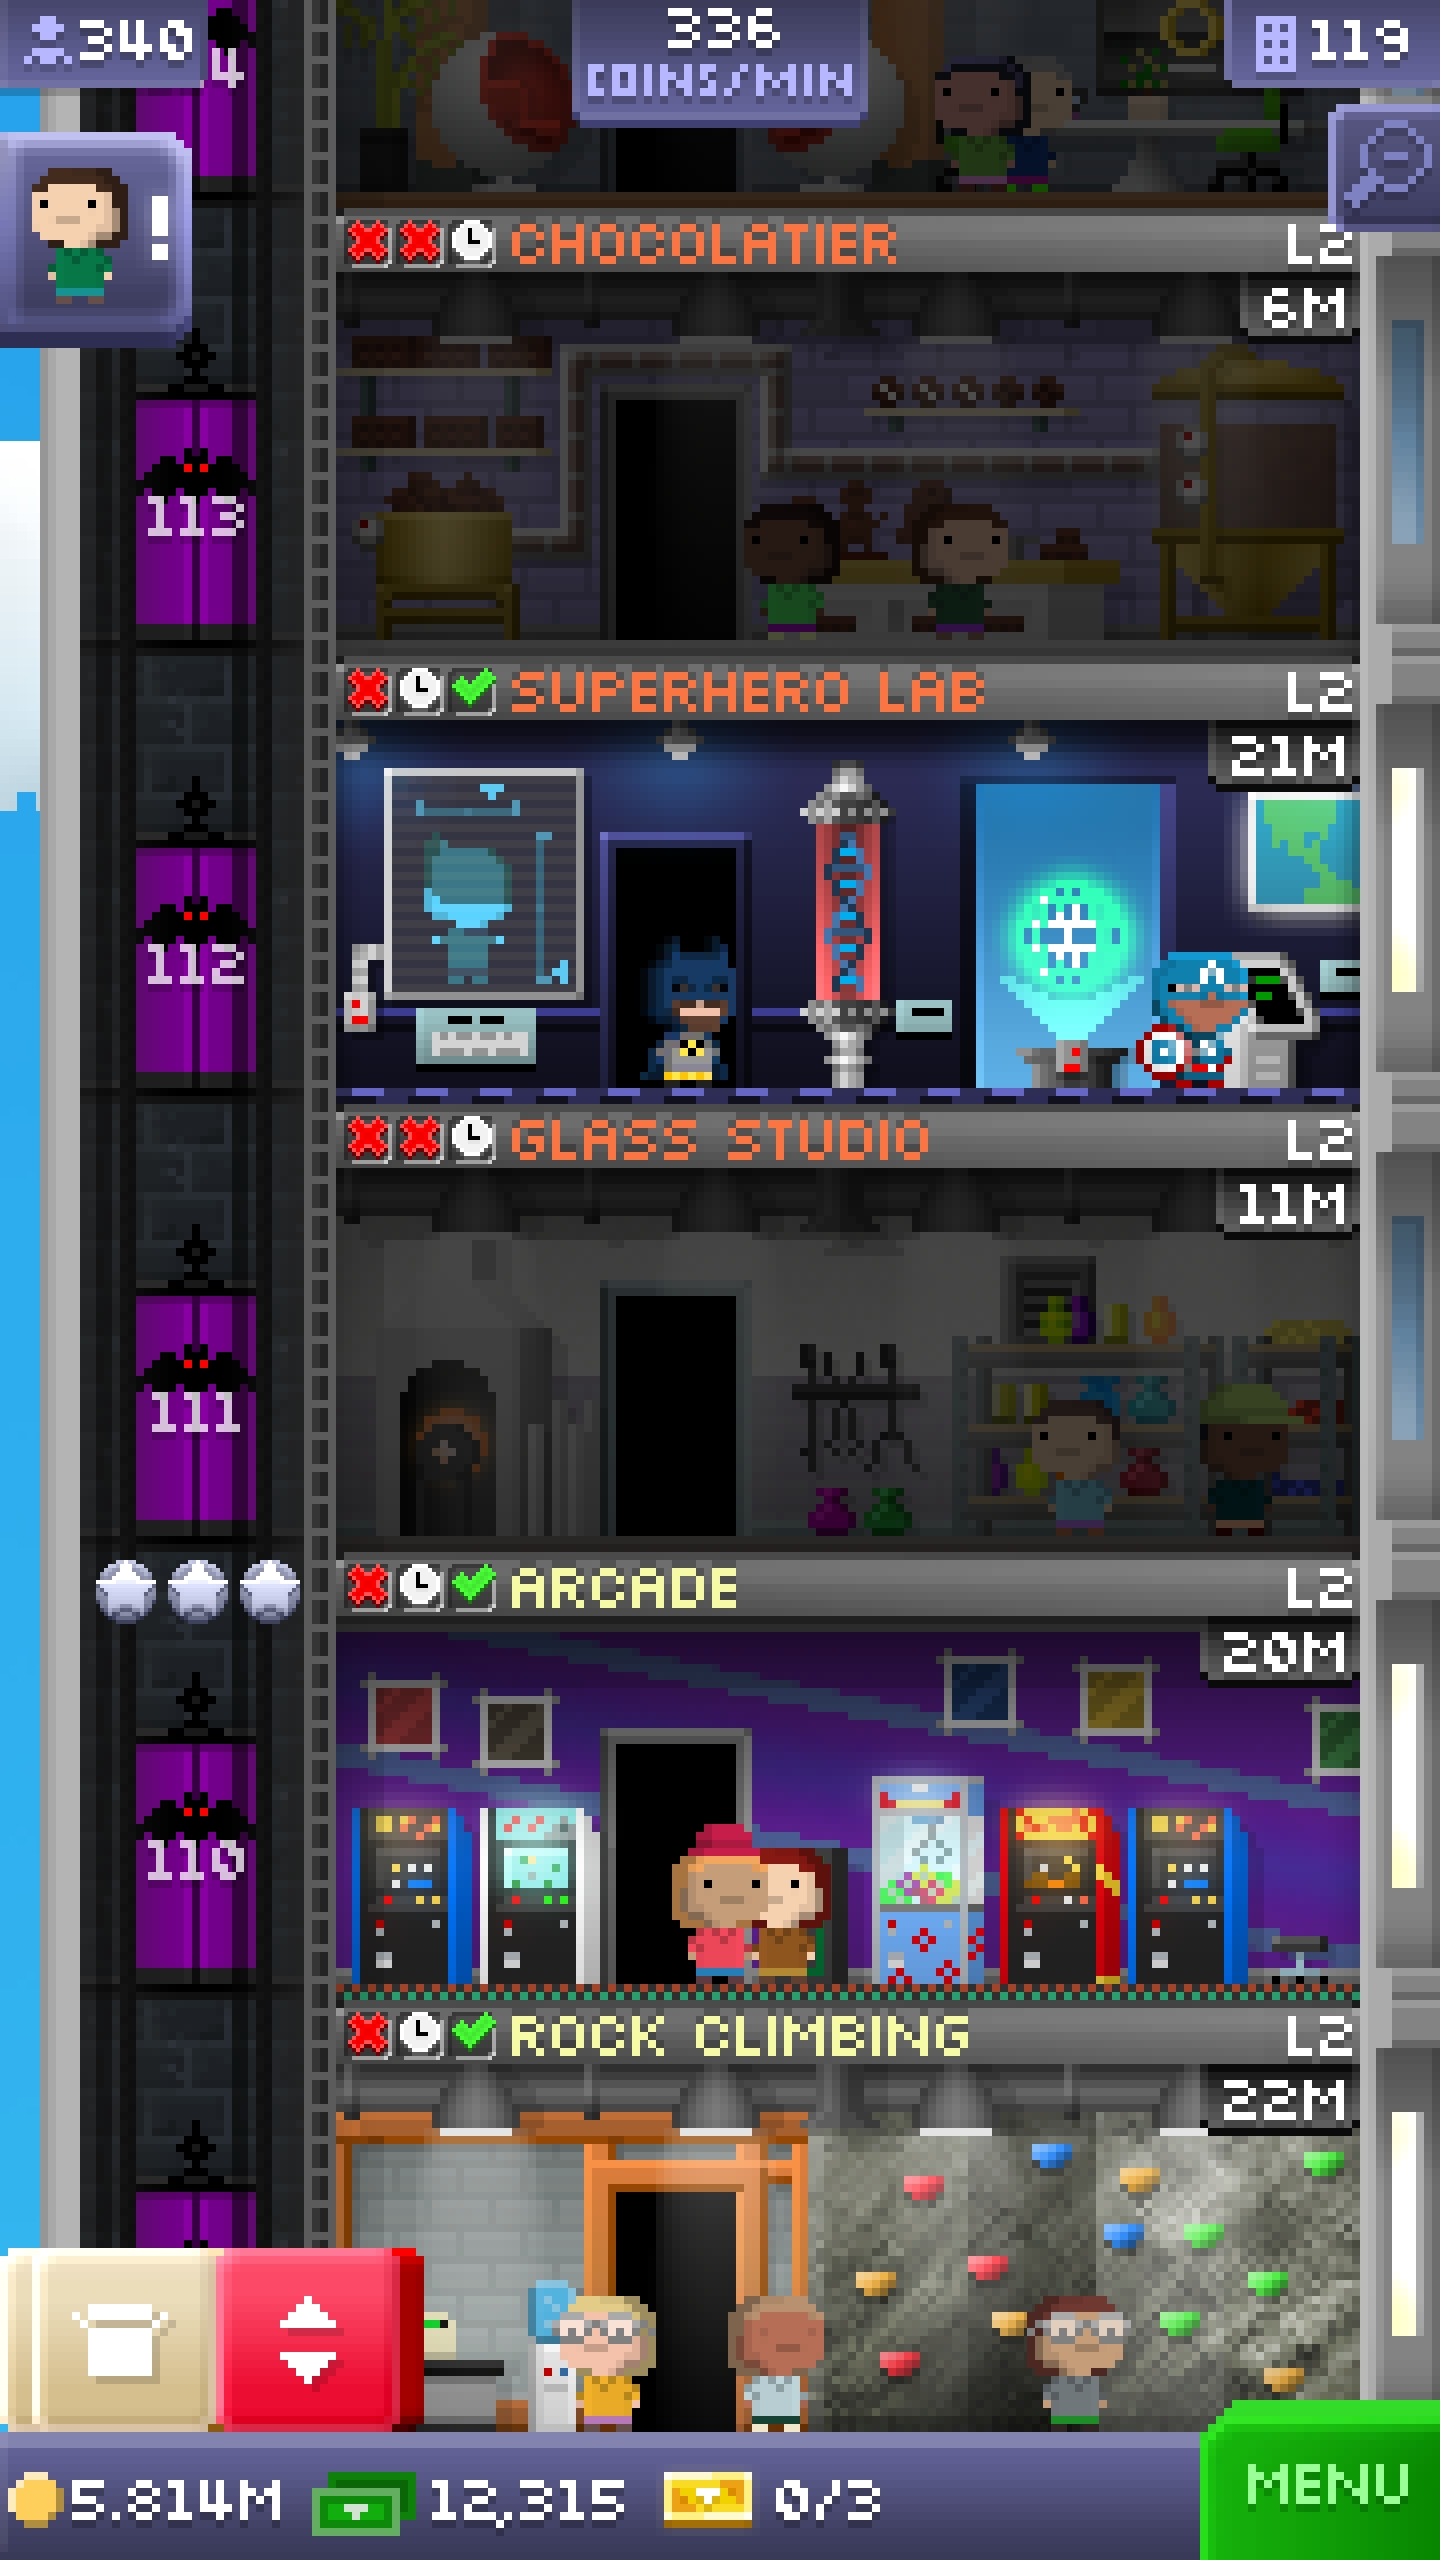 340
336
COINS/MIN
119
4
!
CHOCOLATIER L2
6M
113
SUPERHERO LAB L2
21M
112
GLASS STUDIO L2
11M
111
ARCADE L2
20M
110
ROCK CLIMBING L2
22M
5.814M 12,315 0/3 MENU